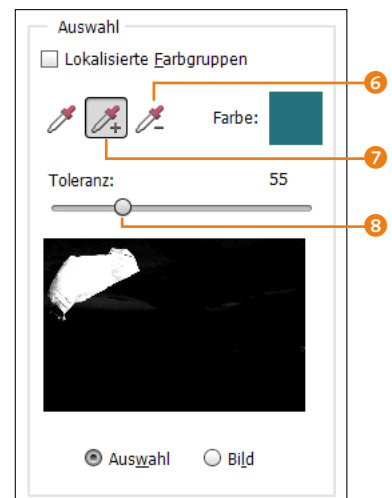 Auswahl
Lokalisierte Farbgruppen
6
Farbe:
7
Toleranz: 55
8
Auswahl Bild